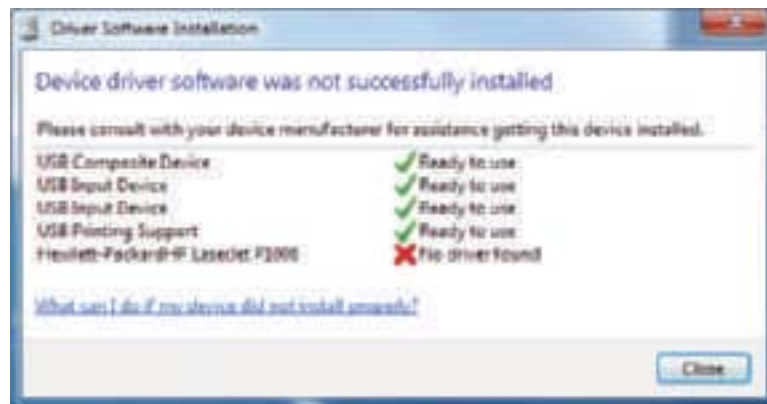 Driver Software Installation
Device driver software was not successfully installed
Please consult with your device manufacturer for assistance getting this device installed.
USB Composite Device Ready to use
USB Input Device Ready to use
USB Input Device Ready to use
USB Printing Support Ready to use
Hewlett-PackardHP LaserJet No driver found
What can I do if my device did not install properly?
Close